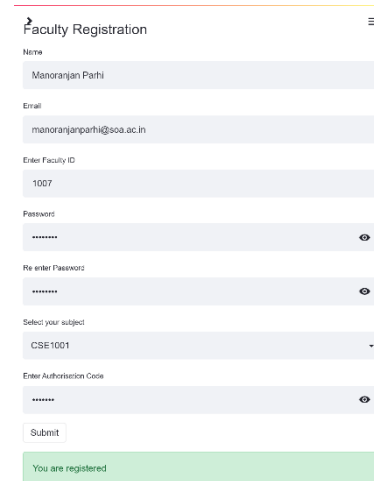 Faculty Registration
Name
Manoranjan Parhi
Email
manoranjanparhi@soa.ac.in
Enter Faculty ID
1007
Password
••••••••
Re enter Password
••••••••
Select your subject
CSE1001
Enter Authorisation Code
•••••••
Submit
You are registered